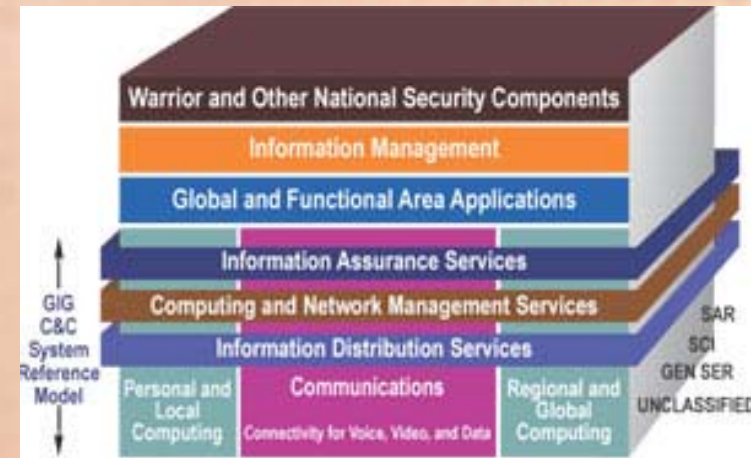 Warrior and Other National Security Components
Information Management
Global and Functional Area Applications
Information Assurance Services
Computing and Network Management Services
Information Distribution Services
GIG
C&C
System
Reference
Model
Personal and
Local
Computing
Communications
Connectivity for Voice, Video, and Data
Regional and
Global
Computing
SAR
SCI
GEN SER
UNCLASSIFIED